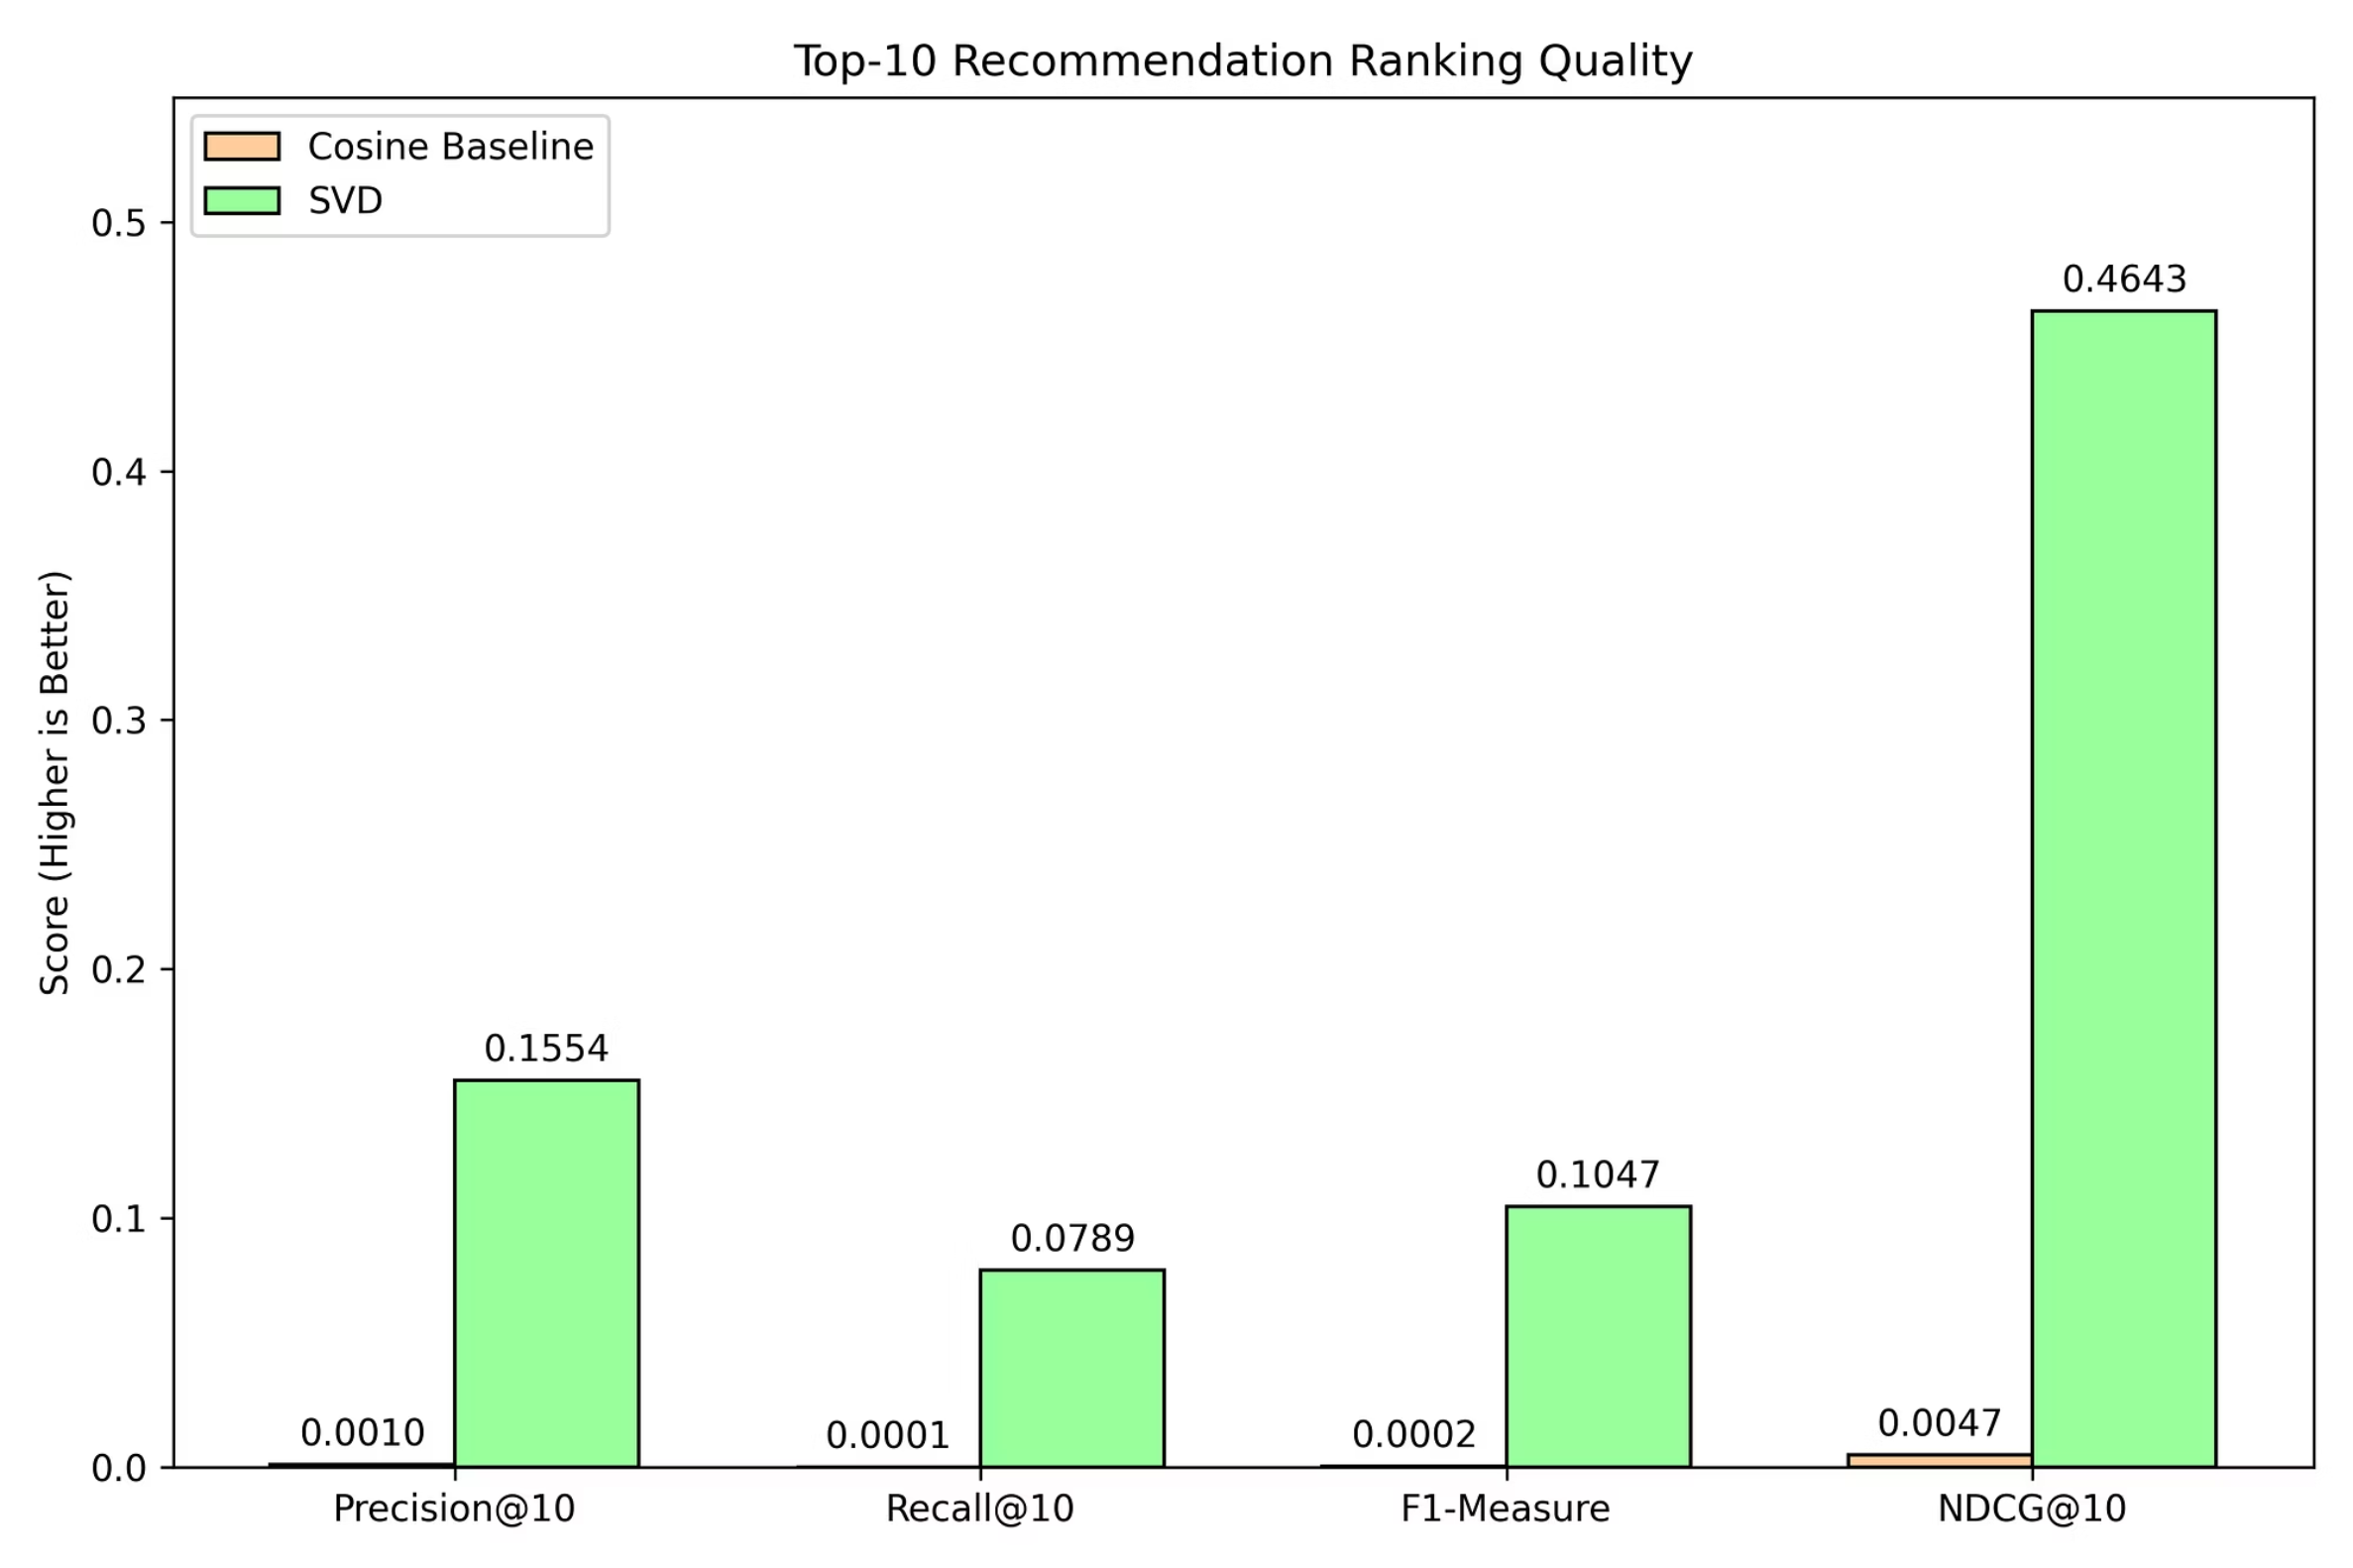 Top-10 Recommendation Ranking Quality
Cosine Baseline
SVD
Score (Higher is Better)
0.5
0.4
0.3
0.2
0.1
0.0
0.0010
0.1554
0.0001
0.0789
0.0002
0.1047
0.0047
0.4643
Precision@10
Recall@10
F1-Measure
NDCG@10